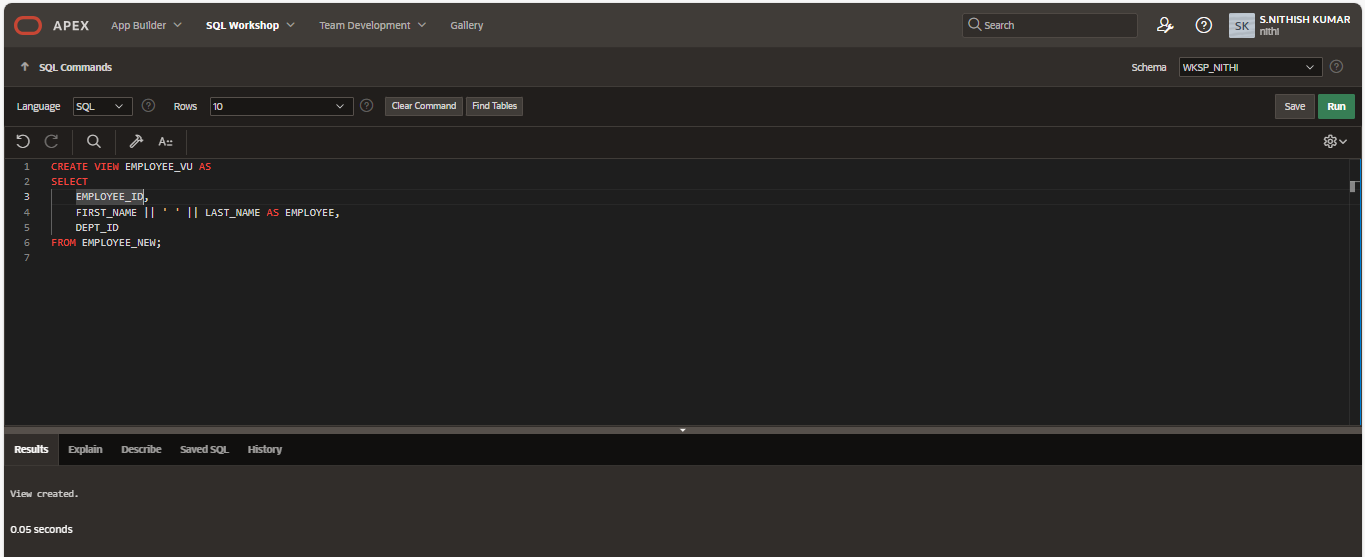 APEX App Builder SQL Workshop Team Development Gallery Search SK S.NITHISH KUMAR
nithi
SQL Commands Schema WKSP_NITHI
Language SQL Rows 10 Clear Command Find Tables Save Run
A
1 CREATE VIEW EMPLOYEE_VU AS
2 SELECT
3 EMPLOYEE_ID,
4 FIRST_NAME || ' ' || LAST_NAME AS EMPLOYEE,
5 DEPT_ID
6 FROM EMPLOYEE_NEW;
7
Results Explain Describe Saved SQL History
View created.
0.05 seconds